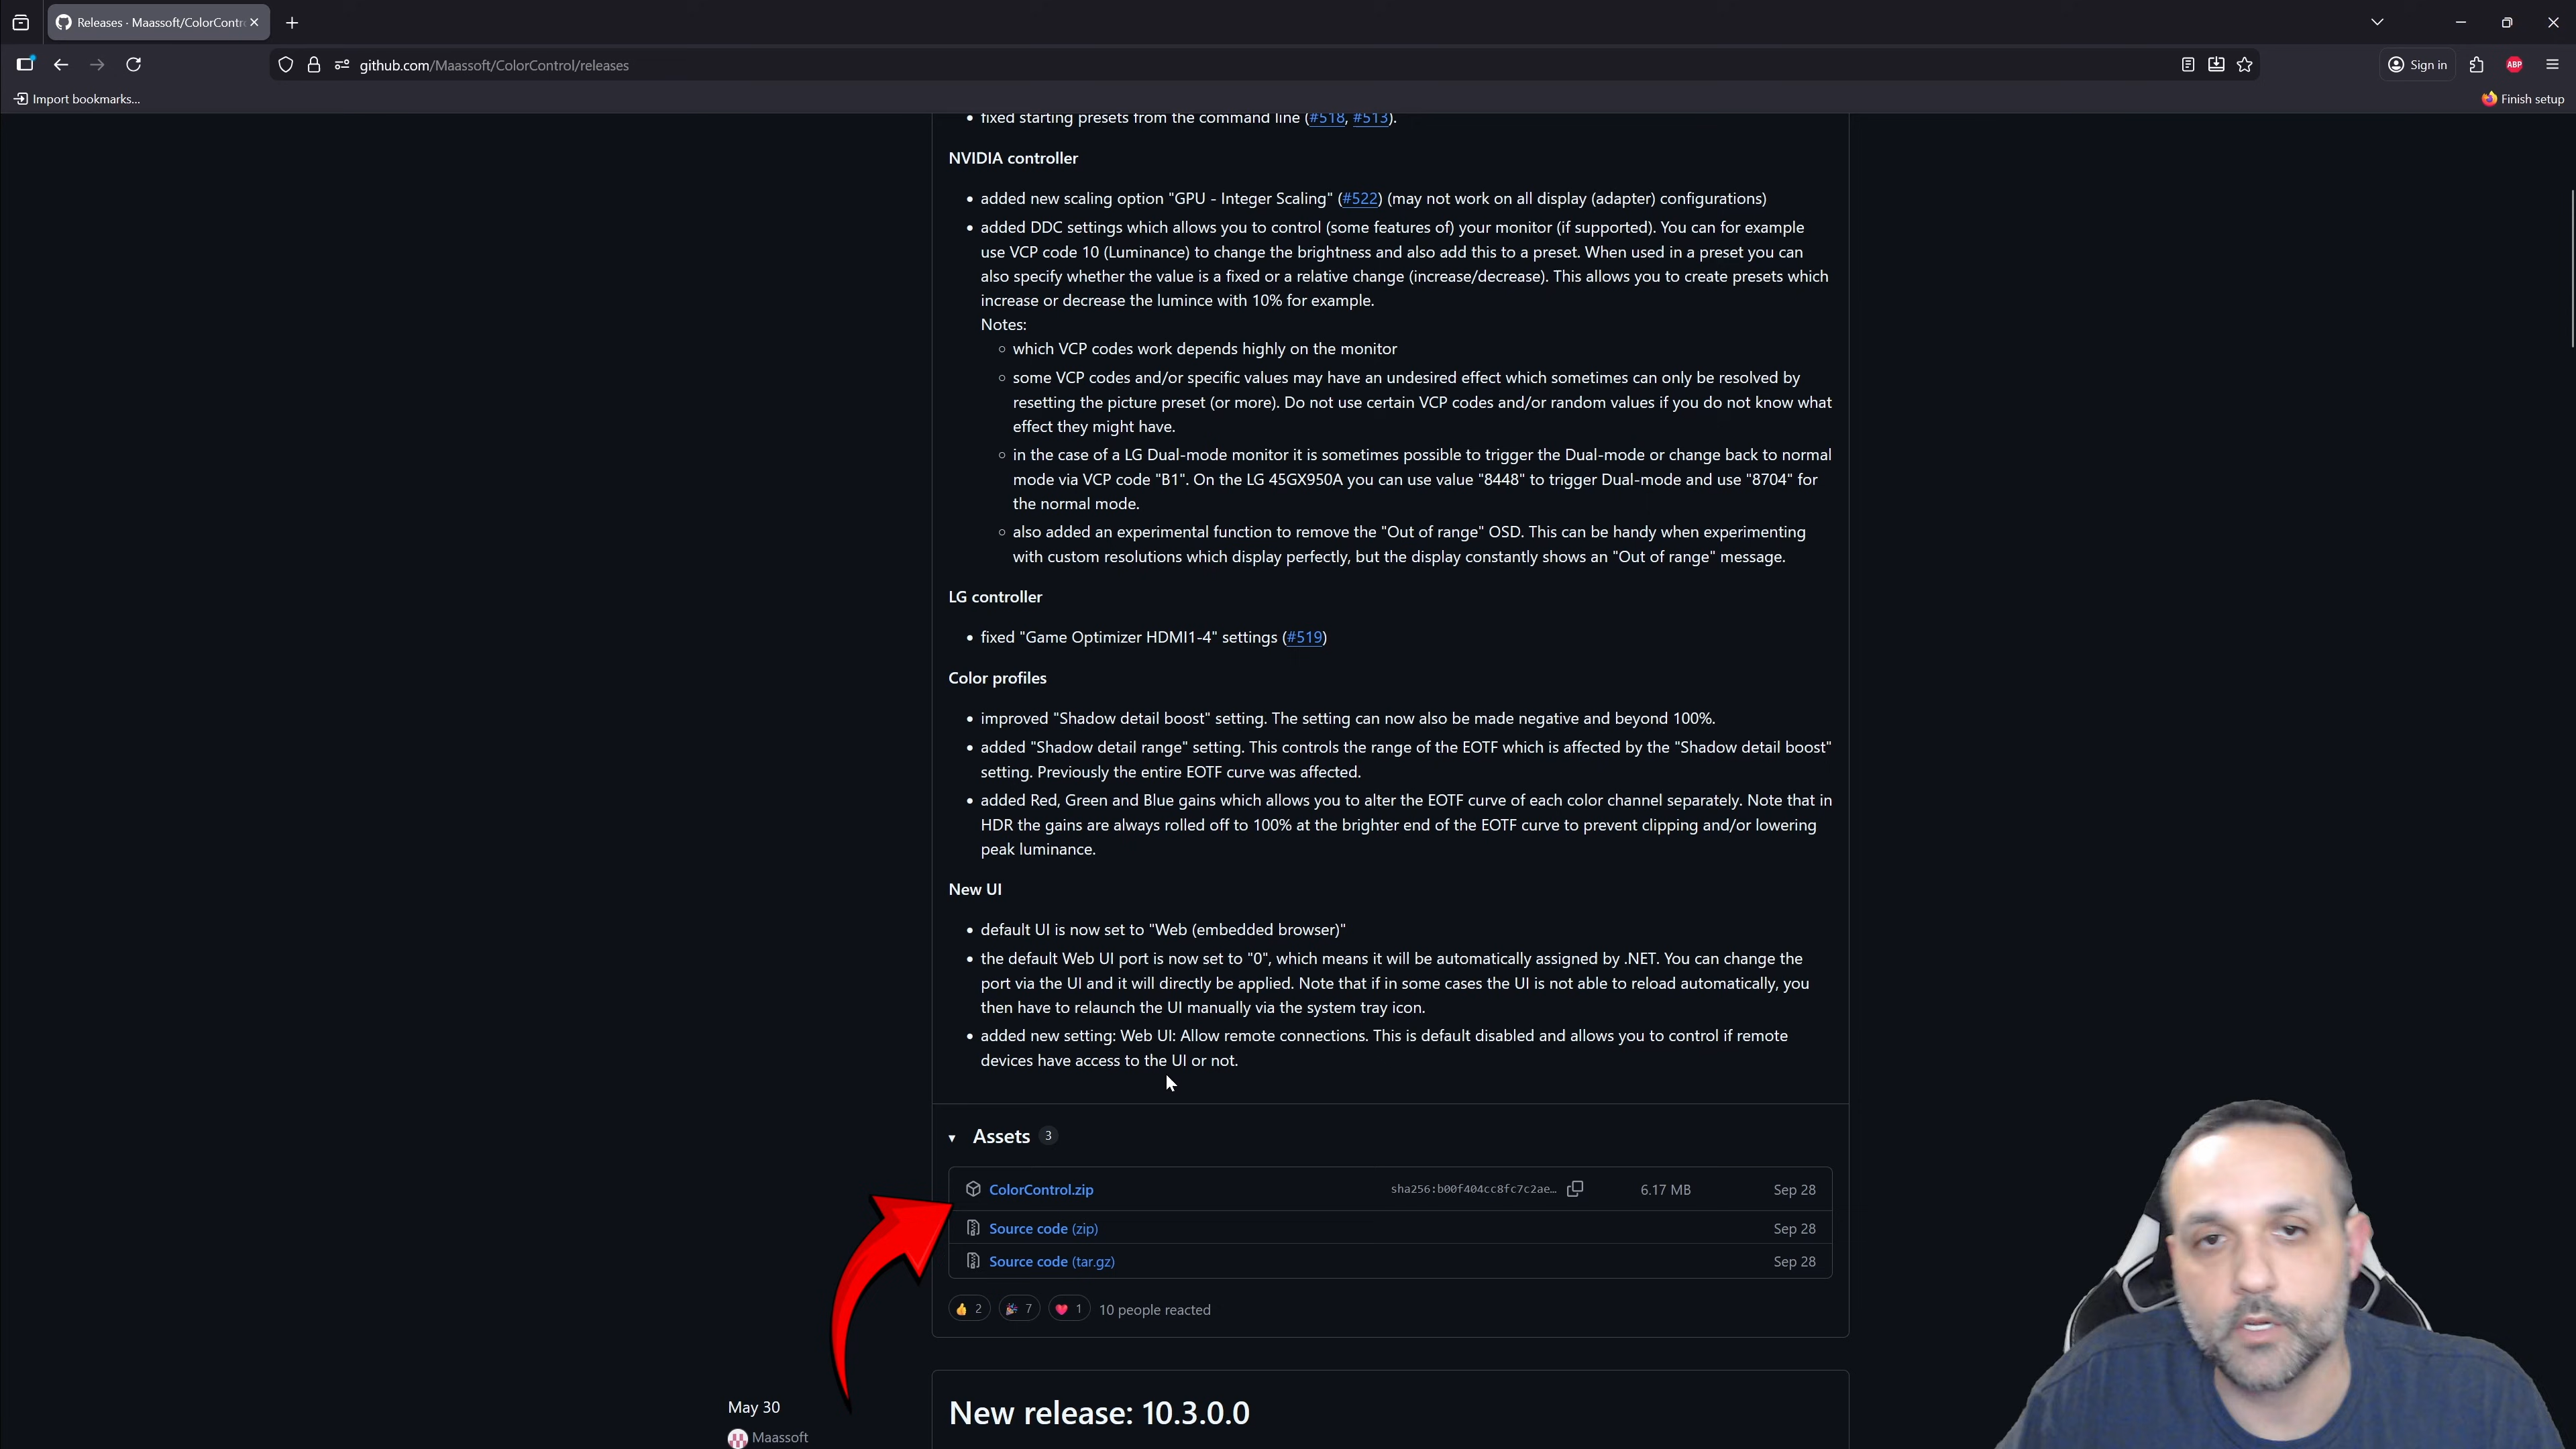 Releases · Maassoft/ColorContr
github.com/Maassoft/ColorControl/releases
Sign in
ABP
Import bookmarks...
Finish setup
• fixed starting presets from the command line (#518, #513).
NVIDIA controller
• added new scaling option "GPU - Integer Scaling" (#522) (may not work on all display (adapter) configurations)
• added DDC settings which allows you to control (some features of) your monitor (if supported). You can for example
use VCP code 10 (Luminance) to change the brightness and also add this to a preset. When used in a preset you can
also specify whether the value is a fixed or a relative change (increase/decrease). This allows you to create presets which
increase or decrease the lumince with 10% for example.
Notes:
○ which VCP codes work depends highly on the monitor
○ some VCP codes and/or specific values may have an undesired effect which sometimes can only be resolved by
resetting the picture preset (or more). Do not use certain VCP codes and/or random values if you do not know what
effect they might have.
○ in the case of a LG Dual-mode monitor it is sometimes possible to trigger the Dual-mode or change back to normal
mode via VCP code "B1". On the LG 45GX950A you can use value "8448" to trigger Dual-mode and use "8704" for
the normal mode.
○ also added an experimental function to remove the "Out of range" OSD. This can be handy when experimenting
with custom resolutions which display perfectly, but the display constantly shows an "Out of range" message.
LG controller
• fixed "Game Optimizer HDMI1-4" settings (#519)
Color profiles
• improved "Shadow detail boost" setting. The setting can now also be made negative and beyond 100%.
• added "Shadow detail range" setting. This controls the range of the EOTF which is affected by the "Shadow detail boost"
setting. Previously the entire EOTF curve was affected.
• added Red, Green and Blue gains which allows you to alter the EOTF curve of each color channel separately. Note that in
HDR the gains are always rolled off to 100% at the brighter end of the EOTF curve to prevent clipping and/or lowering
peak luminance.
New UI
• default UI is now set to "Web (embedded browser)"
• the default Web UI port is now set to "0", which means it will be automatically assigned by .NET. You can change the
port via the UI and it will directly be applied. Note that if in some cases the UI is not able to reload automatically, you
then have to relaunch the UI manually via the system tray icon.
• added new setting: Web UI: Allow remote connections. This is default disabled and allows you to control if remote
devices have access to the UI or not.
Assets 3
ColorControl.zip sha256:b00f404cc8fc7c2ae… 6.17 MB Sep 28
Source code (zip) Sep 28
Source code (tar.gz) Sep 28
👍 2 🎉 7 ❤️ 1 10 people reacted
May 30
Maassoft
New release: 10.3.0.0